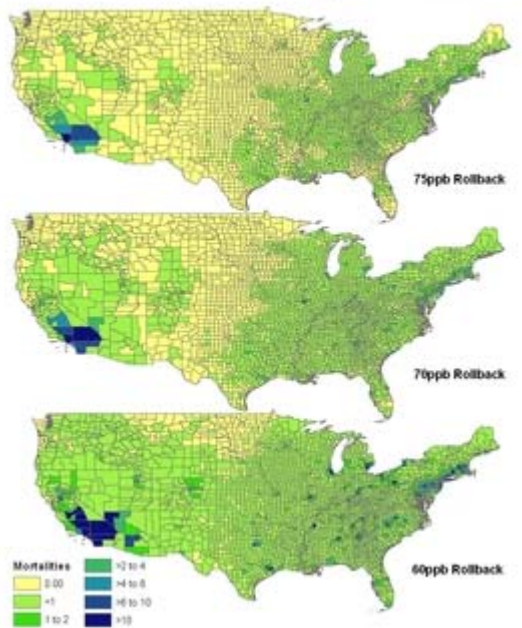 75ppb Rollback
70ppb Rollback
60ppb Rollback
Mortalities
0.00
<1
1 to 2
>2 to 4
>4 to 6
>6 to 10
>10